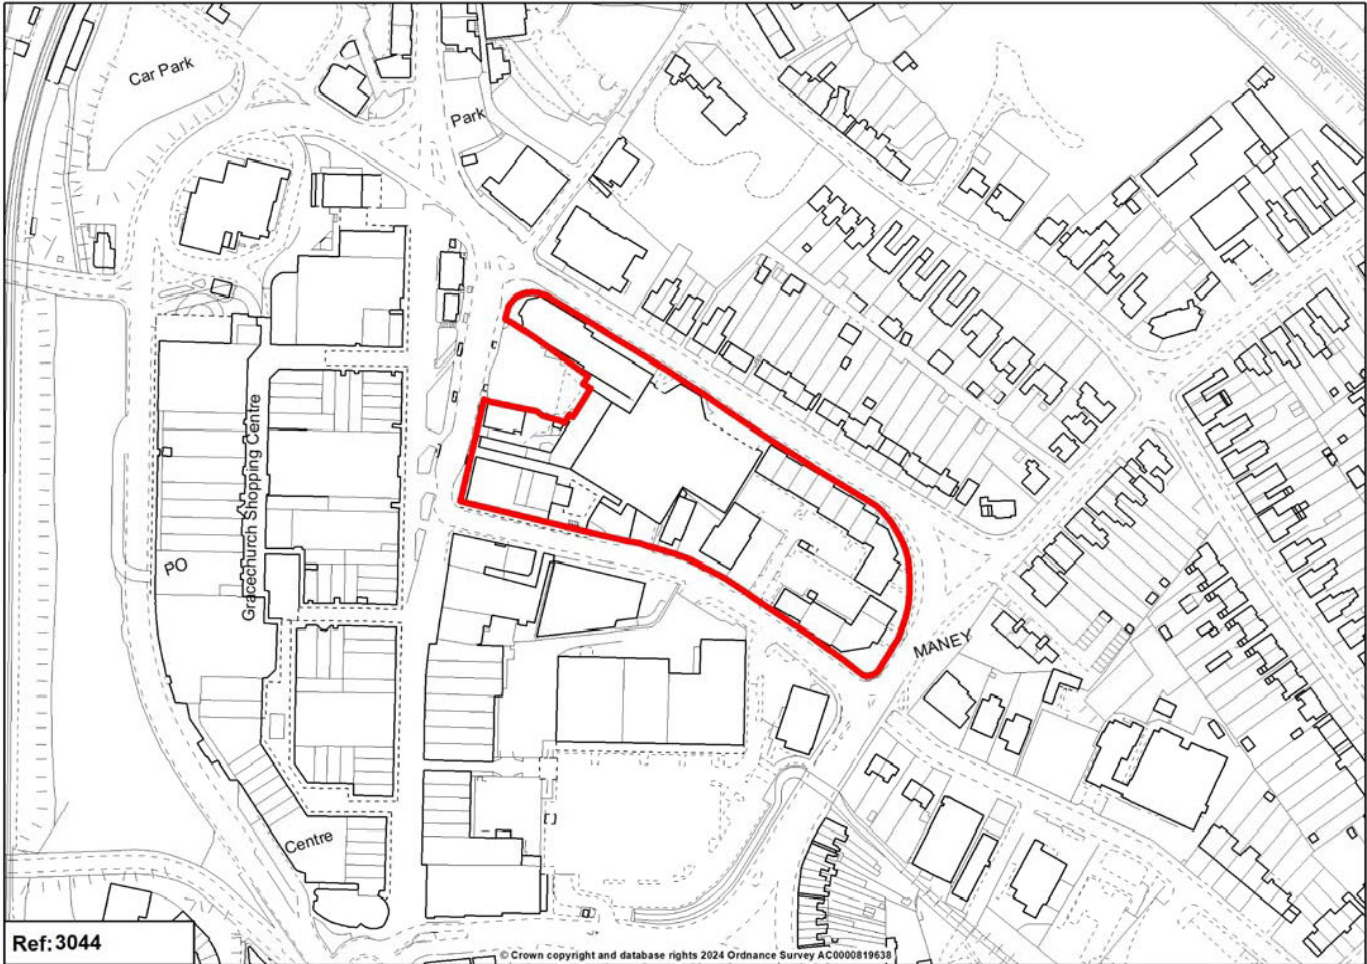 Car Park
Park
Gracechurch Shopping Centre
PO
MANEY
Centre
Ref:3044
© Crown copyright and database rights 2024 Ordnance Survey AC0000819638